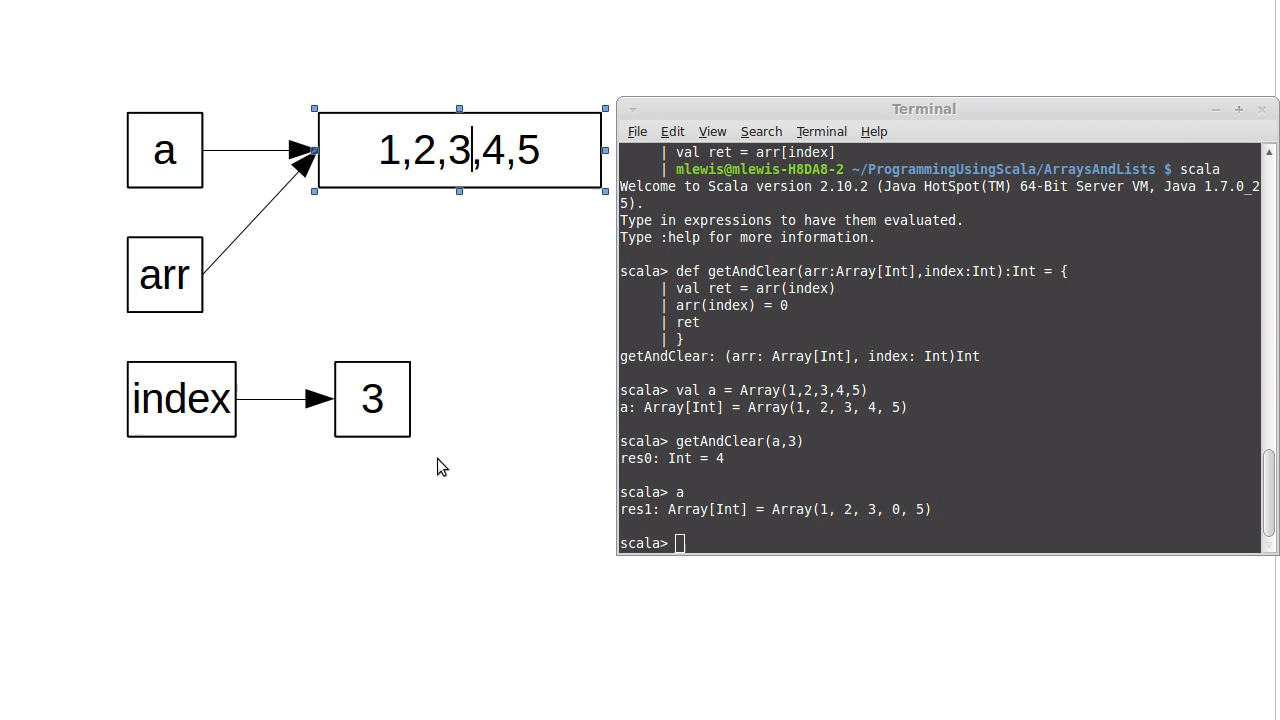 a
1,2,3,4,5
arr
index
3
Terminal
File Edit View Search Terminal Help
| val ret = arr[index]
| mlewis@mlewis-H8DA8-2 ~/ProgrammingUsingScala/ArraysAndLists $ scala
Welcome to Scala version 2.10.2 (Java HotSpot(TM) 64-Bit Server VM, Java 1.7.0_2
5).
Type in expressions to have them evaluated.
Type :help for more information.
scala> def getAndClear(arr:Array[Int],index:Int):Int = {
| val ret = arr(index)
| arr(index) = 0
| ret
| }
getAndClear: (arr: Array[Int], index: Int)Int
scala> val a = Array(1,2,3,4,5)
a: Array[Int] = Array(1, 2, 3, 4, 5)
scala> getAndClear(a,3)
res0: Int = 4
scala> a
res1: Array[Int] = Array(1, 2, 3, 0, 5)
scala>